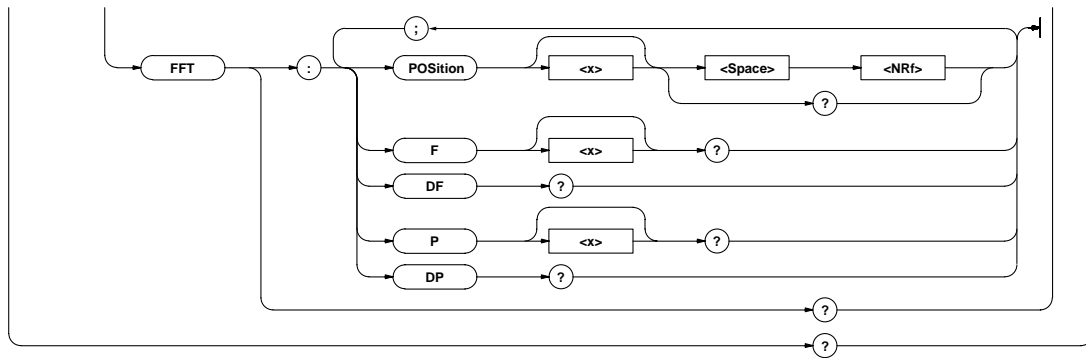 ;
FFT : POSition <x> <Space> <NRf>
?
F <x> ?
DF ?
P <x> ?
DP ?
?
?